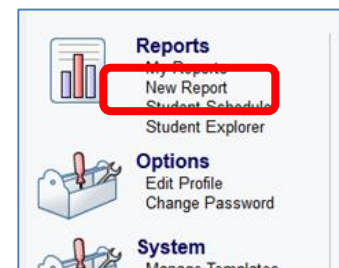 Reports
My Reports
New Report
Student Schedule
Student Explorer
Options
Edit Profile
Change Password
System
Manage Templates